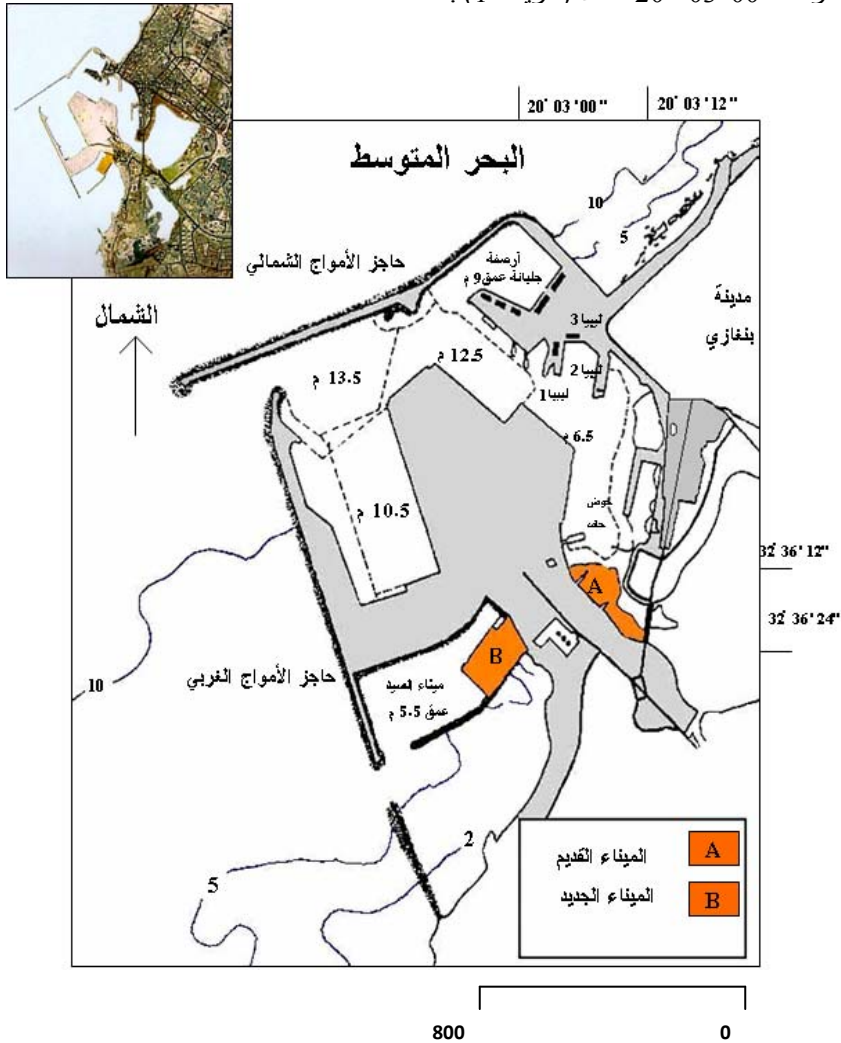 20° 03' 00"
20° 03' 12"
البحر المتوسط
10
5
حاجز الأمواج الشمالي
أرصفة
جليانة عمق 9 م
مدينة
بنغازي
الشمال
ليبيا 3
ليبيا 2
ليبيا 1
12.5 م
13.5 م
6.5 م
10.5 م
حوض
32° 36' 12"
A
32° 36' 24"
B
حاجز الأمواج الغربي
ميناء الصيد
عمق 5.5 م
10
2
5
الميناء القديم A
الميناء الجديد B
800 0